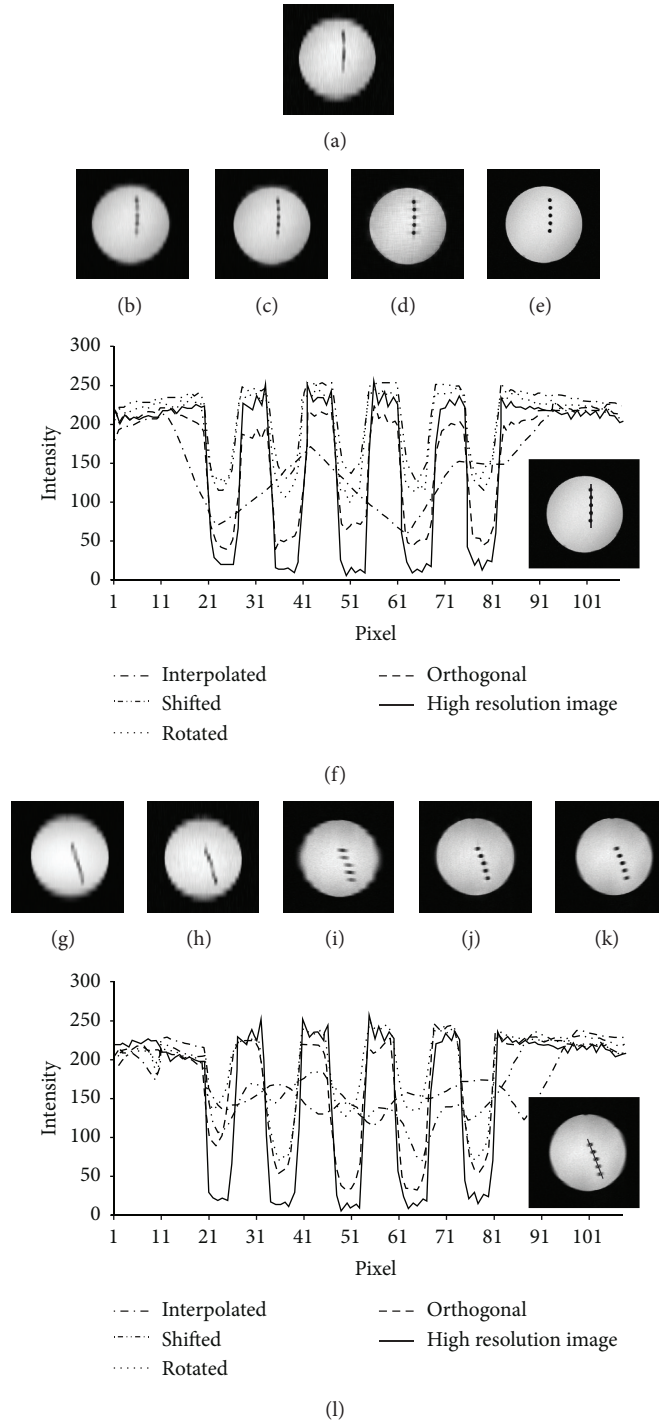 (a)
(b) (c) (d) (e)
300
250
200
150
100
50
0
Intensity
1 11 21 31 41 51 61 71 81 91 101
Pixel
Interpolated
Shifted
Rotated
Orthogonal
High resolution image
(f)
(g) (h) (i) (j) (k)
300
250
200
150
100
50
0
Intensity
1 11 21 31 41 51 61 71 81 91 101
Pixel
Interpolated
Shifted
Rotated
Orthogonal
High resolution image
(l)